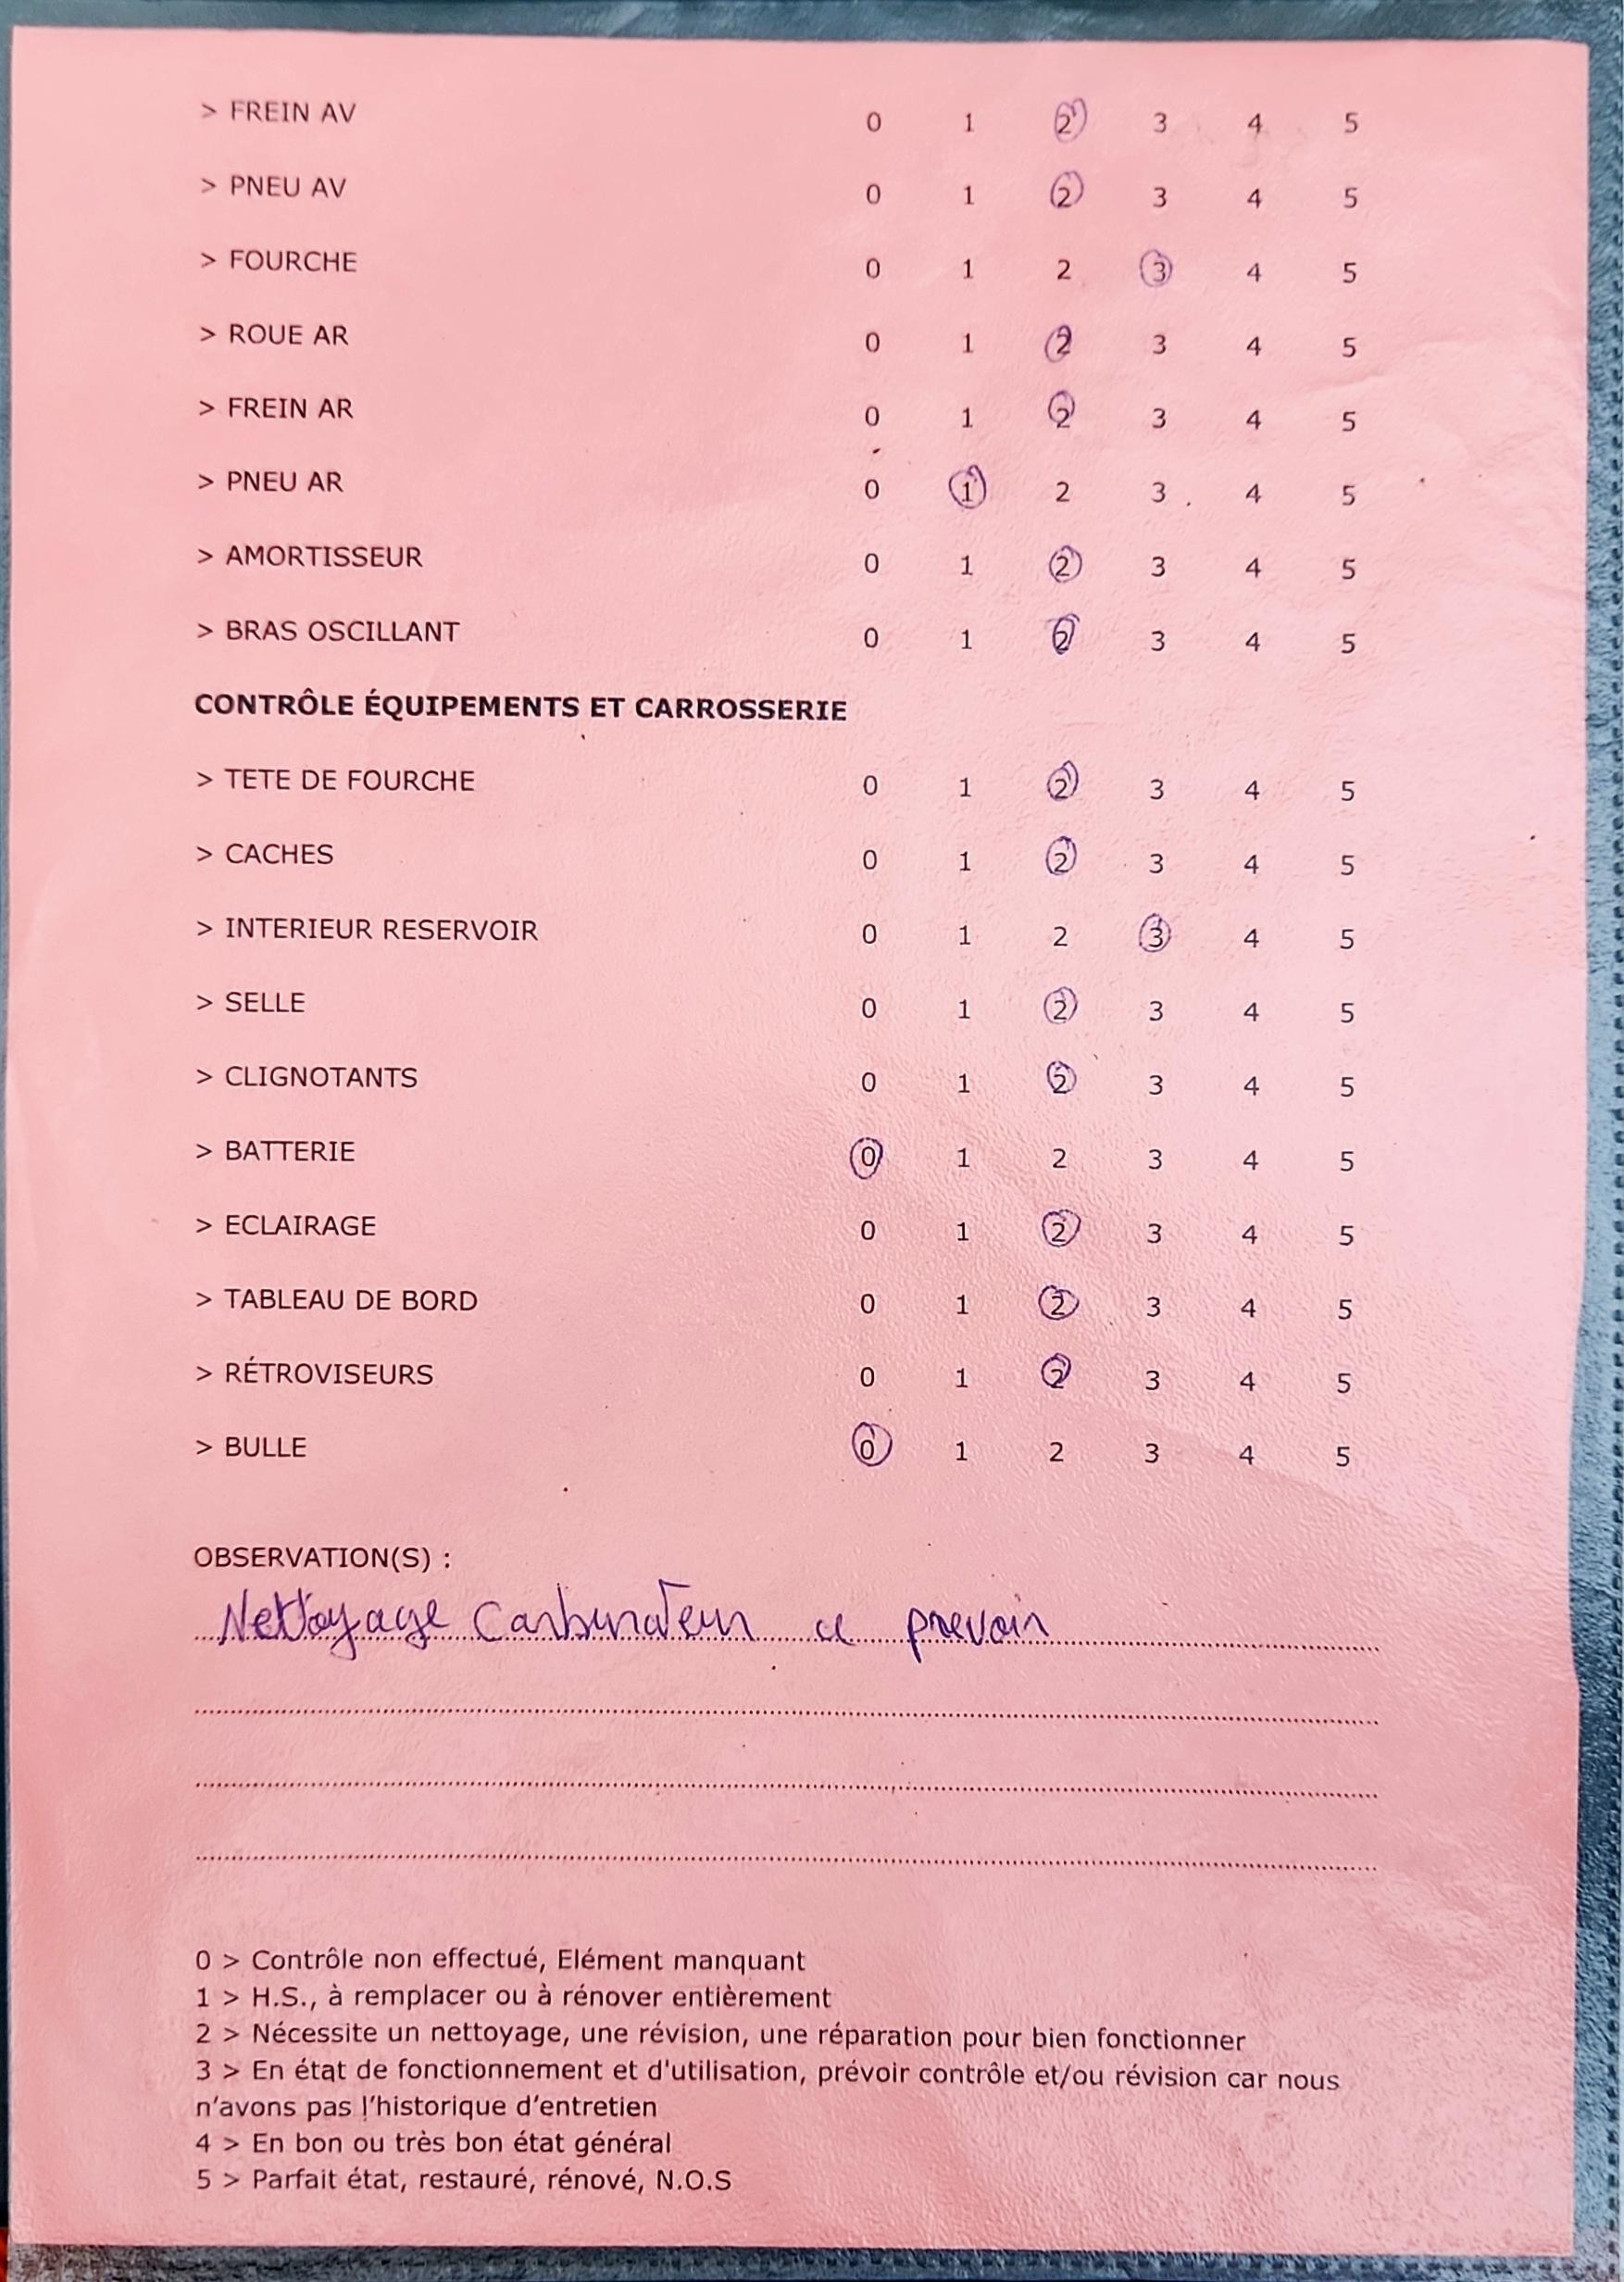 > FREIN AV 0 1 2 3 4 5
> PNEU AV 0 1 2 3 4 5
> FOURCHE 0 1 2 3 4 5
> ROUE AR 0 1 2 3 4 5
> FREIN AR 0 1 2 3 4 5
> PNEU AR 0 1 2 3 4 5
> AMORTISSEUR 0 1 2 3 4 5
> BRAS OSCILLANT 0 1 2 3 4 5
CONTRÔLE ÉQUIPEMENTS ET CARROSSERIE
> TETE DE FOURCHE 0 1 2 3 4 5
> CACHES 0 1 2 3 4 5
> INTERIEUR RESERVOIR 0 1 2 3 4 5
> SELLE 0 1 2 3 4 5
> CLIGNOTANTS 0 1 2 3 4 5
> BATTERIE 0 1 2 3 4 5
> ECLAIRAGE 0 1 2 3 4 5
> TABLEAU DE BORD 0 1 2 3 4 5
> RÉTROVISEURS 0 1 2 3 4 5
> BULLE 0 1 2 3 4 5
OBSERVATION(S) :
Nettoyage Carburateur a prevoir
0 > Contrôle non effectué, Elément manquant
1 > H.S., à remplacer ou à rénover entièrement
2 > Nécessite un nettoyage, une révision, une réparation pour bien fonctionner
3 > En état de fonctionnement et d'utilisation, prévoir contrôle et/ou révision car nous
n'avons pas l'historique d'entretien
4 > En bon ou très bon état général
5 > Parfait état, restauré, rénové, N.O.S